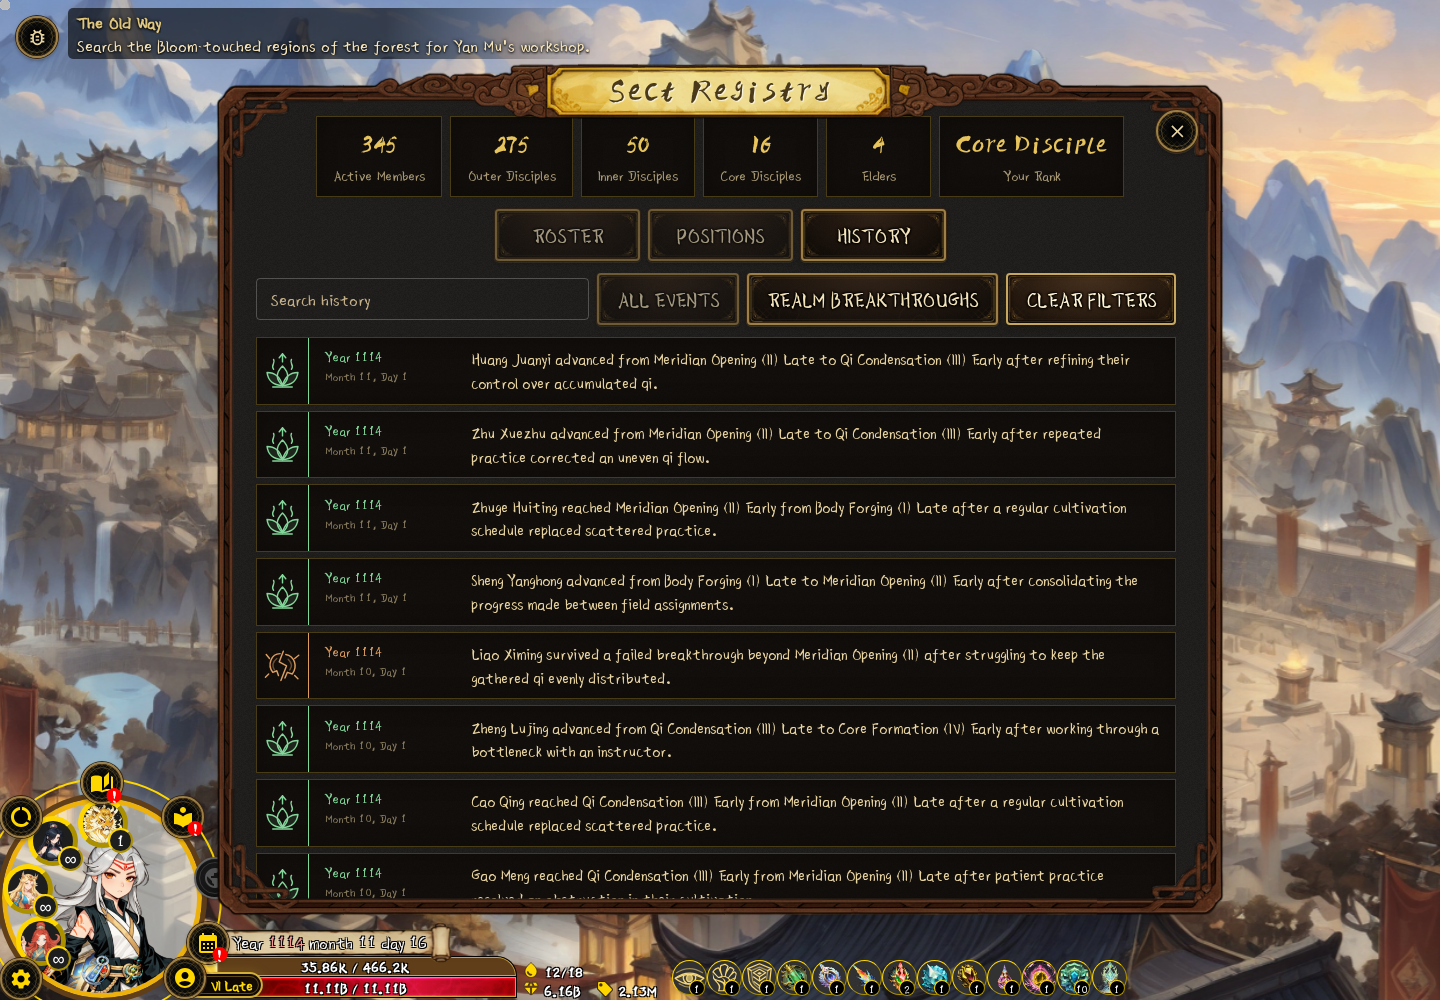 The Old Way
Search the Bloom-touched regions of the forest for Yan Mu's workshop.
Sect Registry
345
Active Members
275
Outer Disciples
50
Inner Disciples
16
Core Disciples
4
Elders
Core Disciple
Your Rank
ROSTER
POSITIONS
HISTORY
Search history
ALL EVENTS
REALM BREAKTHROUGHS
CLEAR FILTERS
Year 1114
Month 11, Day 1
Huang Juanyi advanced from Meridian Opening (II) Late to Qi Condensation (III) Early after refining their
control over accumulated qi.
Year 1114
Month 11, Day 1
Zhu Xuezhu advanced from Meridian Opening (II) Late to Qi Condensation (III) Early after repeated
practice corrected an uneven qi flow.
Year 1114
Month 11, Day 1
Zhuge Huiting reached Meridian Opening (II) Early from Body Forging (I) Late after a regular cultivation
schedule replaced scattered practice.
Year 1114
Month 11, Day 1
Sheng Yanghong advanced from Body Forging (I) Late to Meridian Opening (II) Early after consolidating the
progress made between field assignments.
Year 1114
Month 10, Day 1
Liao Ximing survived a failed breakthrough beyond Meridian Opening (II) after struggling to keep the
gathered qi evenly distributed.
Year 1114
Month 10, Day 1
Zheng Lujing advanced from Qi Condensation (III) Late to Core Formation (IV) Early after working through a
bottleneck with an instructor.
Year 1114
Month 10, Day 1
Cao Qing reached Qi Condensation (III) Early from Meridian Opening (II) Late after a regular cultivation
schedule replaced scattered practice.
Year 1114
Month 10, Day 1
Gao Meng reached Qi Condensation (III) Early from Meridian Opening (II) Late after patient practice
1
∞
∞
∞
Year 1114 month 11 day 16
35.86K / 466.2K
11.11B / 11.11B
VI Late
12/18
6.16B
2.13M
1
1
1
1
1
1
2
1
1
1
1
10
1